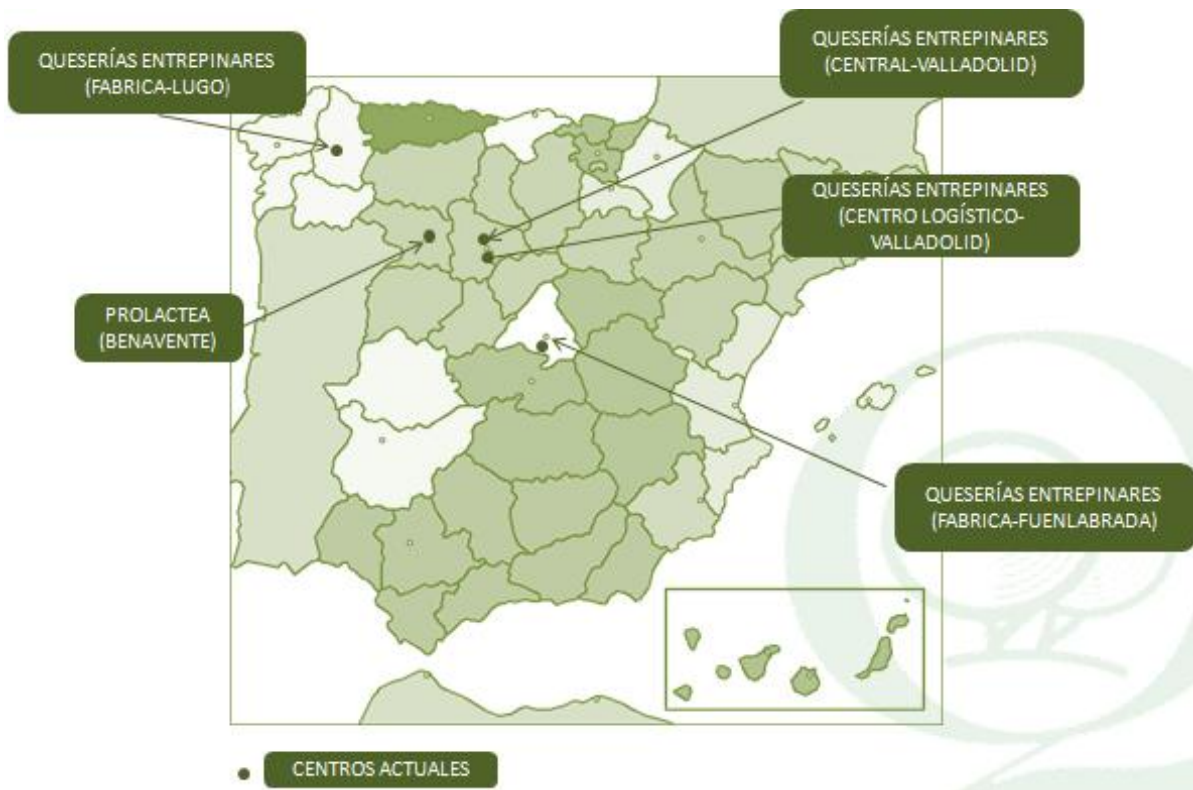 QUESERÍAS ENTREPINARES
(FABRICA-LUGO)
QUESERÍAS ENTREPINARES
(CENTRAL-VALLADOLID)
QUESERÍAS ENTREPINARES
(CENTRO LOGÍSTICO-
VALLADOLID)
PROLACTEA
(BENAVENTE)
QUESERÍAS ENTREPINARES
(FABRICA-FUENLABRADA)
CENTROS ACTUALES